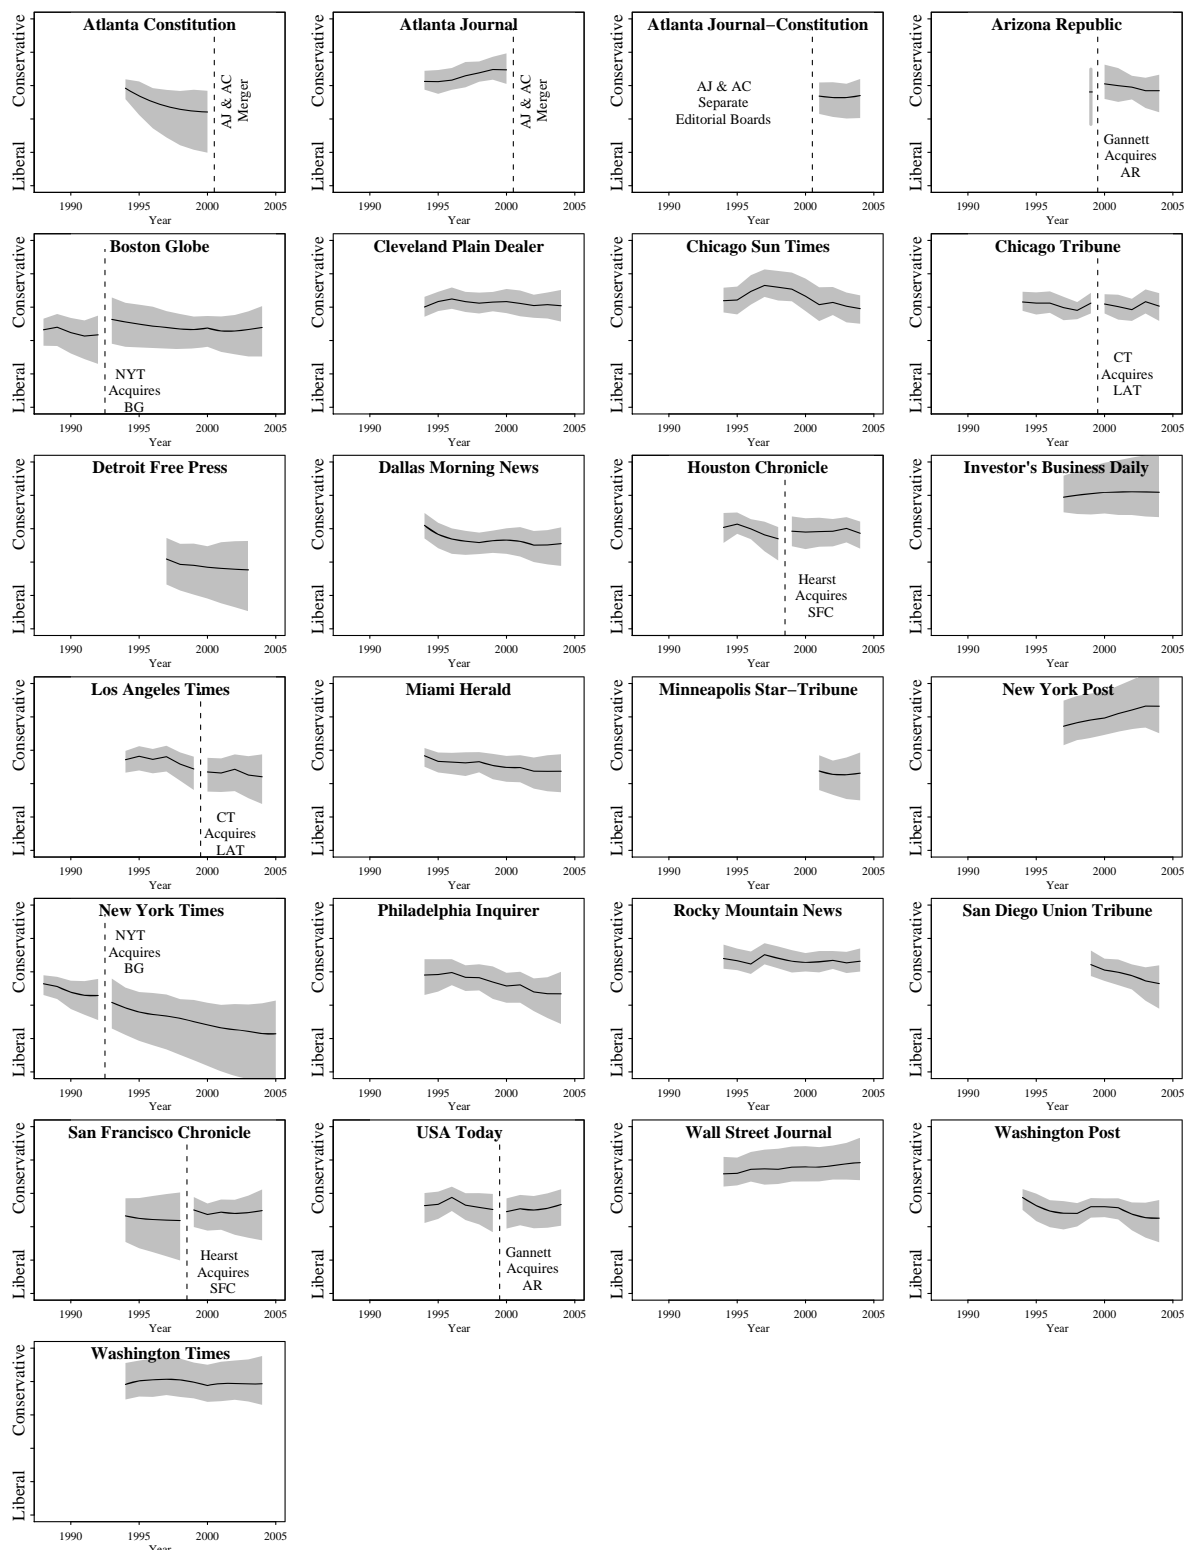 Atlanta Constitution
Conservative
Liberal
AJ & AC
Merger
1990 1995 2000 2005
Year
Atlanta Journal
Conservative
Liberal
AJ & AC
Merger
1990 1995 2000 2005
Year
Atlanta Journal−Constitution
Conservative
Liberal
AJ & AC
Separate
Editorial Boards
1990 1995 2000 2005
Year
Arizona Republic
Conservative
Liberal
Gannett
Acquires
AR
1990 1995 2000 2005
Year
Boston Globe
Conservative
Liberal
NYT
Acquires
BG
1990 1995 2000 2005
Year
Cleveland Plain Dealer
Conservative
Liberal
1990 1995 2000 2005
Year
Chicago Sun Times
Conservative
Liberal
1990 1995 2000 2005
Year
Chicago Tribune
Conservative
Liberal
CT
Acquires
LAT
1990 1995 2000 2005
Year
Detroit Free Press
Conservative
Liberal
1990 1995 2000 2005
Year
Dallas Morning News
Conservative
Liberal
1990 1995 2000 2005
Year
Houston Chronicle
Conservative
Liberal
Hearst
Acquires
SFC
1990 1995 2000 2005
Year
Investor's Business Daily
Conservative
Liberal
1990 1995 2000 2005
Year
Los Angeles Times
Conservative
Liberal
CT
Acquires
LAT
1990 1995 2000 2005
Year
Miami Herald
Conservative
Liberal
1990 1995 2000 2005
Year
Minneapolis Star−Tribune
Conservative
Liberal
1990 1995 2000 2005
Year
New York Post
Conservative
Liberal
1990 1995 2000 2005
Year
New York Times
Conservative
Liberal
NYT
Acquires
BG
1990 1995 2000 2005
Year
Philadelphia Inquirer
Conservative
Liberal
1990 1995 2000 2005
Year
Rocky Mountain News
Conservative
Liberal
1990 1995 2000 2005
Year
San Diego Union Tribune
Conservative
Liberal
1990 1995 2000 2005
Year
San Francisco Chronicle
Conservative
Liberal
Hearst
Acquires
SFC
1990 1995 2000 2005
Year
USA Today
Conservative
Liberal
Gannett
Acquires
AR
1990 1995 2000 2005
Year
Wall Street Journal
Conservative
Liberal
1990 1995 2000 2005
Year
Washington Post
Conservative
Liberal
1990 1995 2000 2005
Year
Washington Times
Conservative
Liberal
1990 1995 2000 2005
Year